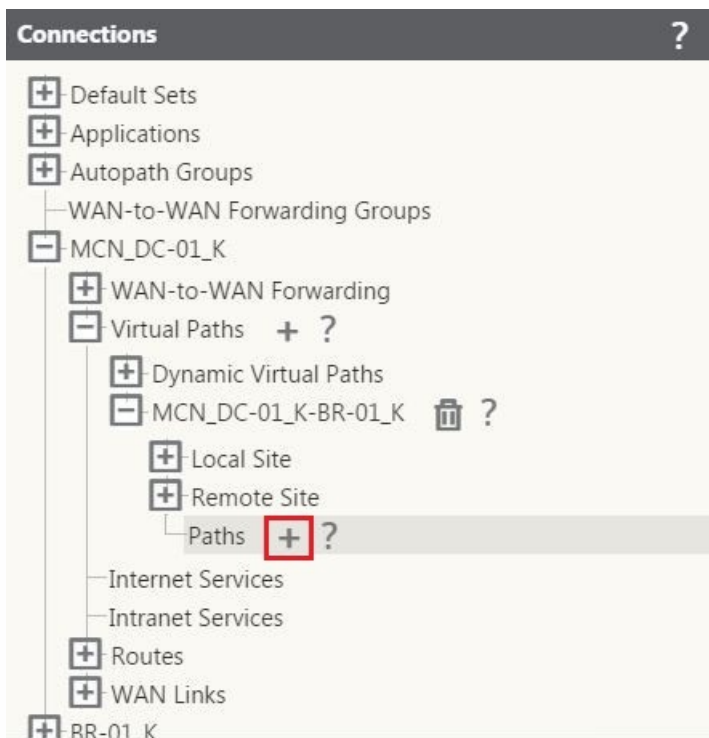 Connections ?
Default Sets
Applications
Autopath Groups
WAN-to-WAN Forwarding Groups
MCN_DC-01_K
WAN-to-WAN Forwarding
Virtual Paths + ?
Dynamic Virtual Paths
MCN_DC-01_K-BR-01_K ?
Local Site
Remote Site
Paths + ?
Internet Services
Intranet Services
Routes
WAN Links
BR-01_K